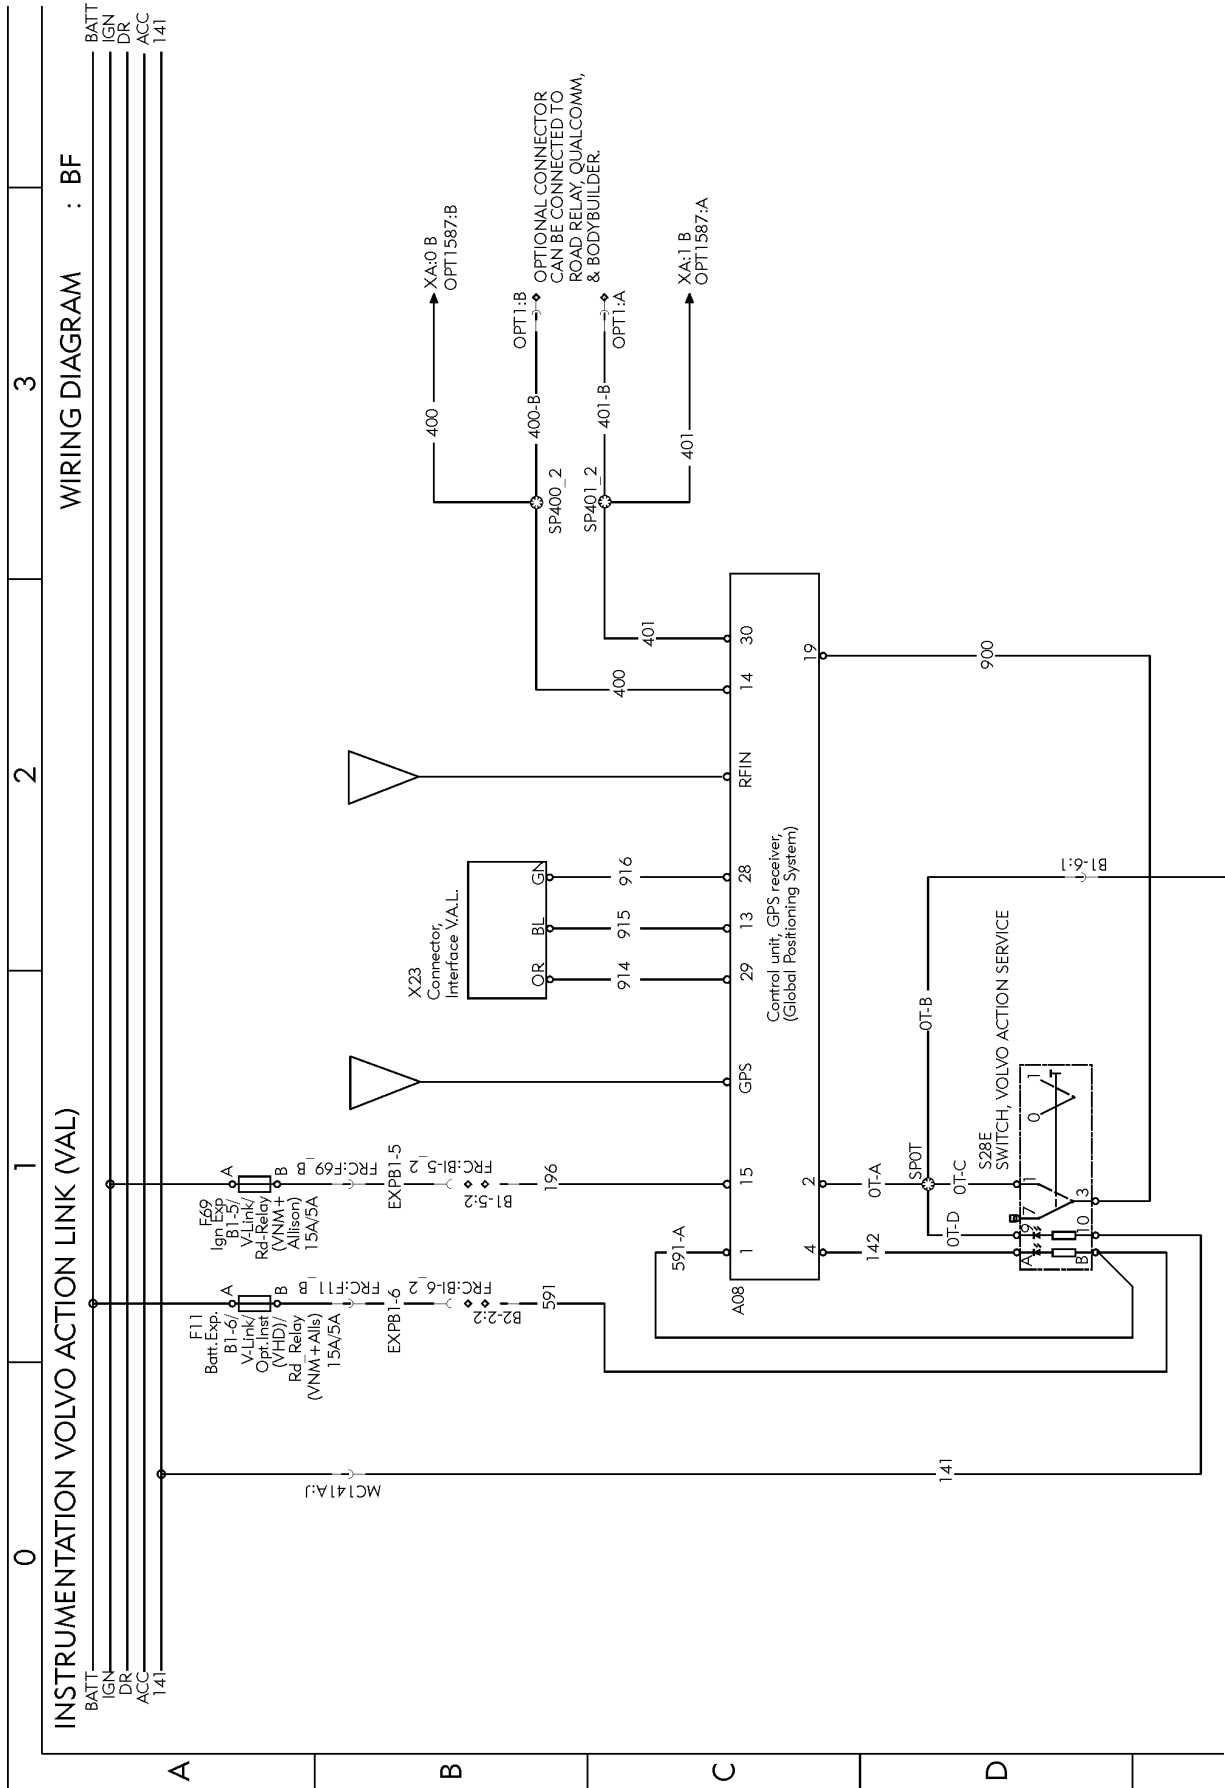 0 1 2 3
INSTRUMENTATION VOLVO ACTION LINK (VAL) WIRING DIAGRAM : BF
BATT BATT
IGN IGN
DR DR
ACC ACC
141 141
A
B
C
D
F11
Batt.Exp.
B1-6/
V-Link/
Opt.Inst
(VHD)/
Rd_Relay
(VNM+Alls)
15A/5A
A
B
FRC:F11_B
EXPB1-6
FRC:BI-6_2
B2-2:2
591
F69
Ign Exp
B1-5/
V-Link/
Rd-Relay
(VNM+
Allison)
15A/5A
A
B
FRC:F69_B
EXPB1-5
FRC:BI-5_2
B1-5:2
196
MC141A:J
X23
Connector,
Interface V.A.L.
OR BL GN
914 915 916
400
XA:0 B
OPT1587:B
OPT1:B
400-B
SP400_2
OPTIONAL CONNECTOR
CAN BE CONNECTED TO
ROAD RELAY, QUALCOMM,
& BODYBUILDER.
401-B
OPT1:A
SP401_2
401
XA:1 B
OPT1587:A
400
401
591-A
A08
1 15 GPS 29 13 28 RFIN 14 30
Control unit, GPS receiver,
(Global Positioning System)
4 2 19
142
0T-A
SP0T
0T-B
0T-C
0T-D
900
141
B1-6:1
S28E
SWITCH, VOLVO ACTION SERVICE
A 9 7 1
0 1
B 10 3